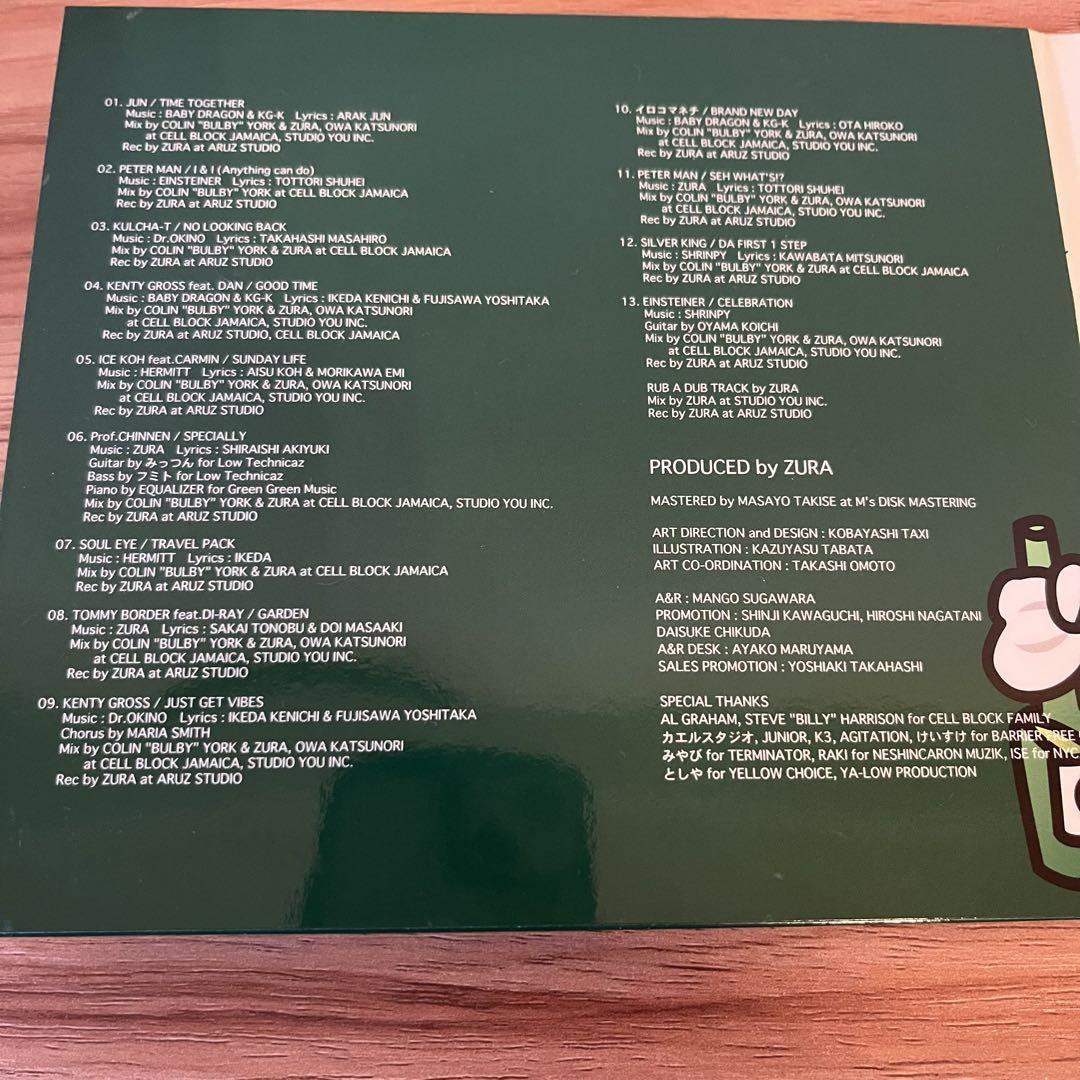 01. JUN / TIME TOGETHER
Music : BABY DRAGON & KG-K Lyrics : ARAK JUN
Mix by COLIN "BULBY" YORK & ZURA, OWA KATSUNORI
at CELL BLOCK JAMAICA, STUDIO YOU INC.
Rec by ZURA at ARUZ STUDIO
02. PETER MAN / I & I (Anything can do)
Music : EINSTEINER Lyrics : TOTTORI SHUHEI
Mix by COLIN "BULBY" YORK at CELL BLOCK JAMAICA
Rec by ZURA at ARUZ STUDIO
03. KULCHA-T / NO LOOKING BACK
Music : Dr.OKINO Lyrics : TAKAHASHI MASAHIRO
Mix by COLIN "BULBY" YORK & ZURA at CELL BLOCK JAMAICA
Rec by ZURA at ARUZ STUDIO
04. KENTY GROSS feat. DAN / GOOD TIME
Music : BABY DRAGON & KG-K Lyrics : IKEDA KENICHI & FUJISAWA YOSHITAKA
Mix by COLIN "BULBY" YORK & ZURA, OWA KATSUNORI
at CELL BLOCK JAMAICA, STUDIO YOU INC.
Rec by ZURA at ARUZ STUDIO, CELL BLOCK JAMAICA
05. ICE KOH feat.CARMIN / SUNDAY LIFE
Music : HERMITT Lyrics : AISU KOH & MORIKAWA EMI
Mix by COLIN "BULBY" YORK & ZURA, OWA KATSUNORI
at CELL BLOCK JAMAICA, STUDIO YOU INC.
Rec by ZURA at ARUZ STUDIO
06. Prof.CHINNEN / SPECIALLY
Music : ZURA Lyrics : SHIRAISHI AKIYUKI
Guitar by みっつん for Low Technicaz
Bass by フミト for Low Technicaz
Piano by EQUALIZER for Green Green Music
Mix by COLIN "BULBY" YORK & ZURA at CELL BLOCK JAMAICA, STUDIO YOU INC.
Rec by ZURA at ARUZ STUDIO
07. SOUL EYE / TRAVEL PACK
Music : HERMITT Lyrics : IKEDA
Mix by COLIN "BULBY" YORK & ZURA at CELL BLOCK JAMAICA
Rec by ZURA at ARUZ STUDIO
08. TOMMY BORDER feat.DI-RAY / GARDEN
Music : ZURA Lyrics : SAKAI TONOBU & DOI MASAAKI
Mix by COLIN "BULBY" YORK & ZURA, OWA KATSUNORI
at CELL BLOCK JAMAICA, STUDIO YOU INC.
Rec by ZURA at ARUZ STUDIO
09. KENTY GROSS / JUST GET VIBES
Music : Dr.OKINO Lyrics : IKEDA KENICHI & FUJISAWA YOSHITAKA
Chorus by MARIA SMITH
Mix by COLIN "BULBY" YORK & ZURA, OWA KATSUNORI
at CELL BLOCK JAMAICA, STUDIO YOU INC.
Rec by ZURA at ARUZ STUDIO
10. イロコマネチ / BRAND NEW DAY
Music : BABY DRAGON & KG-K Lyrics : OTA HIROKO
Mix by COLIN "BULBY" YORK & ZURA, OWA KATSUNORI
at CELL BLOCK JAMAICA, STUDIO YOU INC.
Rec by ZURA at ARUZ STUDIO
11. PETER MAN / SEH WHAT'S!?
Music : ZURA Lyrics : TOTTORI SHUHEI
Mix by COLIN "BULBY" YORK & ZURA, OWA KATSUNORI
at CELL BLOCK JAMAICA, STUDIO YOU INC.
Rec by ZURA at ARUZ STUDIO
12. SILVER KING / DA FIRST 1 STEP
Music : SHRINPY Lyrics : KAWABATA MITSUNORI
Mix by COLIN "BULBY" YORK & ZURA at CELL BLOCK JAMAICA
Rec by ZURA at ARUZ STUDIO
13. EINSTEINER / CELEBRATION
Music : SHRINPY
Guitar by OYAMA KOICHI
Mix by COLIN "BULBY" YORK & ZURA, OWA KATSUNORI
at CELL BLOCK JAMAICA, STUDIO YOU INC.
Rec by ZURA at ARUZ STUDIO
RUB A DUB TRACK by ZURA
Mix by ZURA at STUDIO YOU INC.
Rec by ZURA at ARUZ STUDIO
PRODUCED by ZURA
MASTERED by MASAYO TAKISE at M's DISK MASTERING
ART DIRECTION and DESIGN : KOBAYASHI TAXI
ILLUSTRATION : KAZUYASU TABATA
ART CO-ORDINATION : TAKASHI OMOTO
A&R : MANGO SUGAWARA
PROMOTION : SHINJI KAWAGUCHI, HIROSHI NAGATANI
DAISUKE CHIKUDA
A&R DESK : AYAKO MARUYAMA
SALES PROMOTION : YOSHIAKI TAKAHASHI
SPECIAL THANKS
AL GRAHAM, STEVE "BILLY" HARRISON for CELL BLOCK FAMILY
カエルスタジオ, JUNIOR, K3, AGITATION, けいすけ for BARRIER FREE
みやび for TERMINATOR, RAKI for NESHINCARON MUZIK, ISE for NYC
としや for YELLOW CHOICE, YA-LOW PRODUCTION